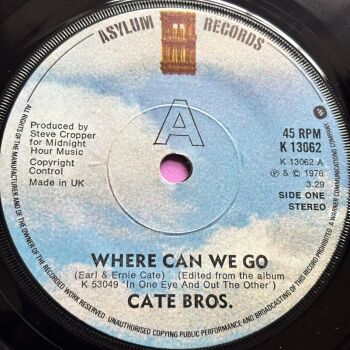 ASYLUM RECORDS
A
Produced by
Steve Cropper
for Midnight
Hour Music
Copyright
Control
Made in UK
45 RPM
K 13062
K 13062 A
Ⓟ & © 1976
3.29
SIDE ONE
STEREO
WHERE CAN WE GO
(Earl & Ernie Cate) (Edited from the album
K 53049 'In One Eye And Out The Other')
CATE BROS.
ALL RIGHTS OF THE MANUFACTURER AND OF THE OWNER OF THE RECORDED WORK RESERVED. UNAUTHORISED COPYING PUBLIC PERFORMANCE AND BROADCASTING OF THIS RECORD PROHIBITED. A WARNER COMMUNICATIONS COMPANY.